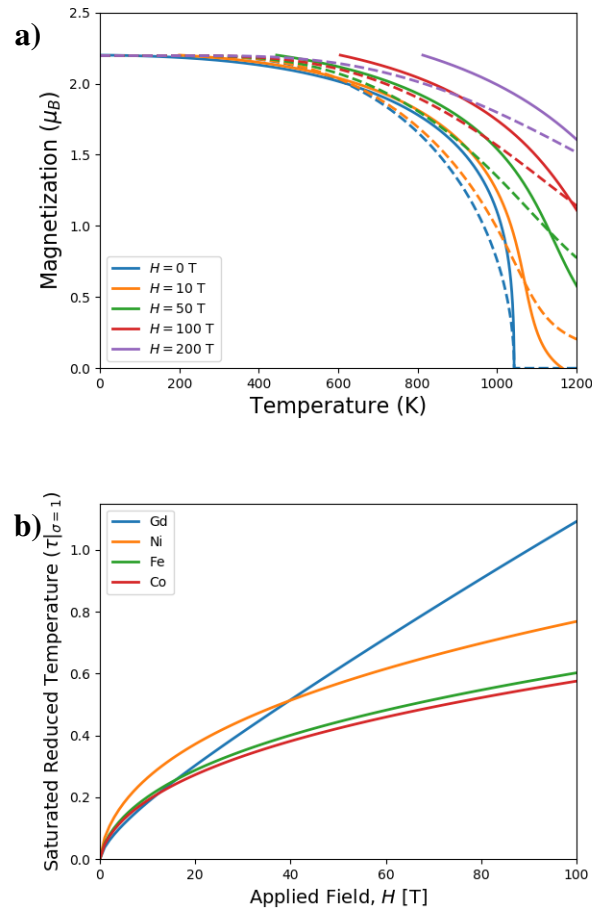 a)
Magnetization (μB)
2.5
2.0
1.5
1.0
0.5
0.0
H = 0 T
H = 10 T
H = 50 T
H = 100 T
H = 200 T
0 200 400 600 800 1000 1200
Temperature (K)
b)
Saturated Reduced Temperature (τ|σ=1)
1.0
0.8
0.6
0.4
0.2
0.0
Gd
Ni
Fe
Co
0 20 40 60 80 100
Applied Field, H [T]